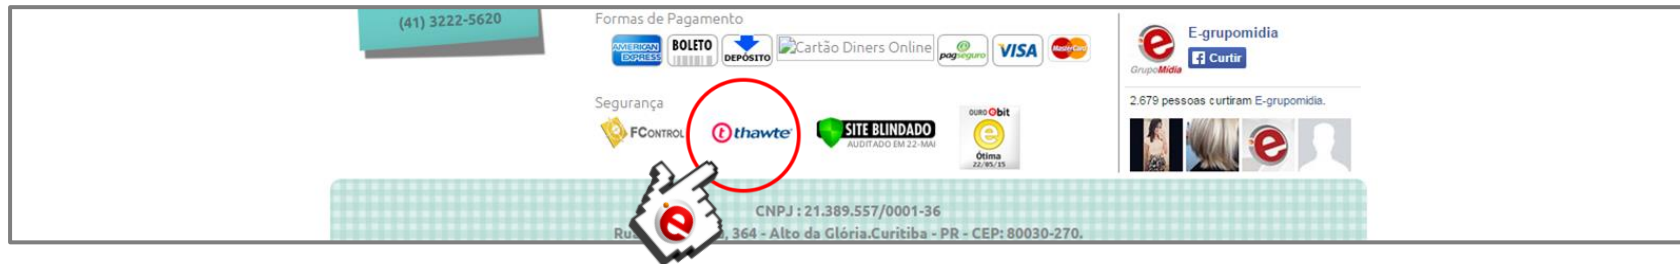 (41) 3222-5620
Formas de Pagamento
AMERICAN EXPRESS
BOLETO
DEPÓSITO
Cartão Diners Online
pagseguro
VISA
MasterCard
Segurança
FCONTROL
thawte
SITE BLINDADO
AUDITADO EM 22-MAI
OURO ebit
Ótima
22/05/15
E-grupomidia
Curtir
GrupoMídia
2.679 pessoas curtiram E-grupomidia.
CNPJ : 21.389.557/0001-36
, 364 - Alto da Glória.Curitiba - PR - CEP: 80030-270.